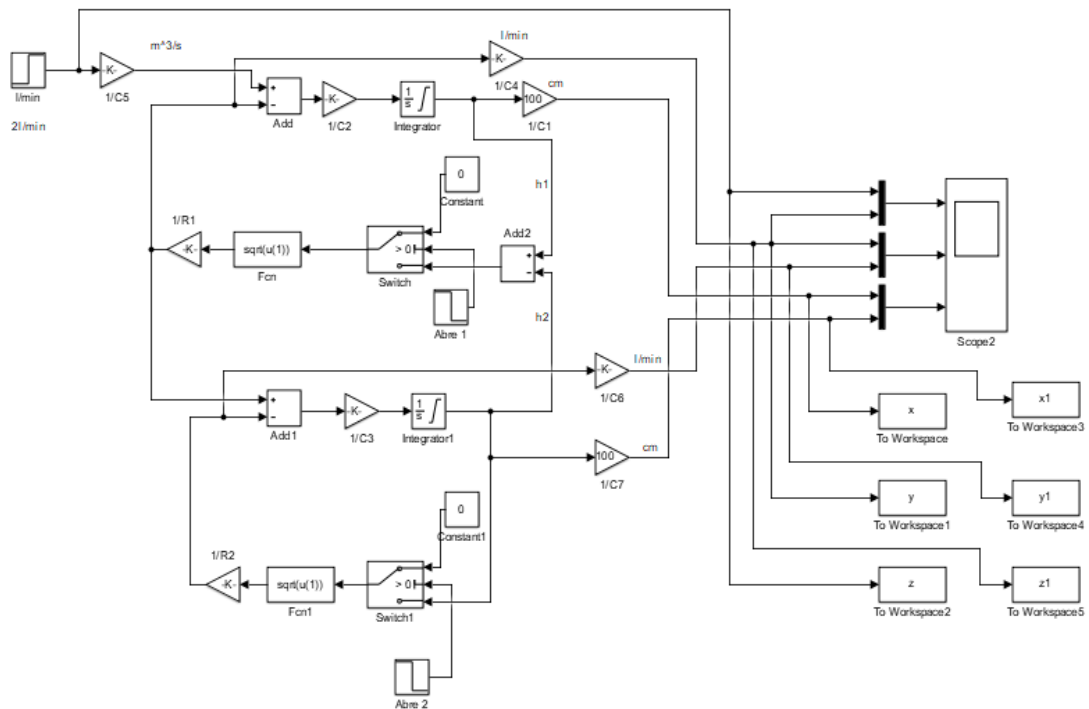 m^3/s
l/min
-K-
l/min
1/C5
2l/min
+
−
Add
-K-
1/C2
1
s
Integrator
-K-
1/C4
cm
100
1/C1
h1
0
Constant
1/R1
-K-
sqrt(u(1))
Fcn
> 0
Switch
Add2
+
−
Abre 1
h2
Scope2
l/min
-K-
1/C6
+
−
Add1
-K-
1/C3
1
s
Integrator1
cm
100
1/C7
x
To Workspace
x1
To Workspace3
y
To Workspace1
y1
To Workspace4
0
Constant1
1/R2
-K-
sqrt(u(1))
Fcn1
> 0
Switch1
z
To Workspace2
z1
To Workspace5
Abre 2